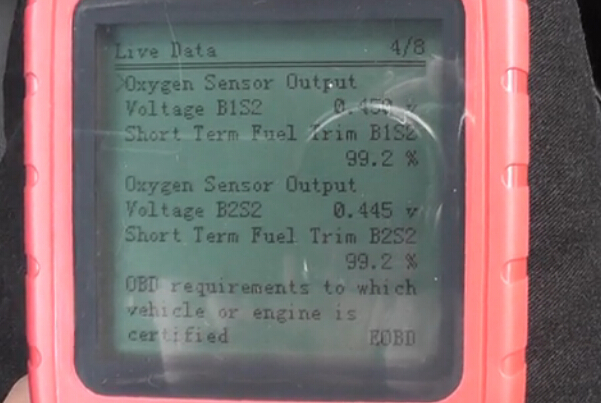 Live Data 4/8
>Oxygen Sensor Output
Voltage B1S2 0.450 v
Short Term Fuel Trim B1S2
99.2 %
Oxygen Sensor Output
Voltage B2S2 0.445 v
Short Term Fuel Trim B2S2
99.2 %
OBD requirements to which
vehicle or engine is
certified EOBD